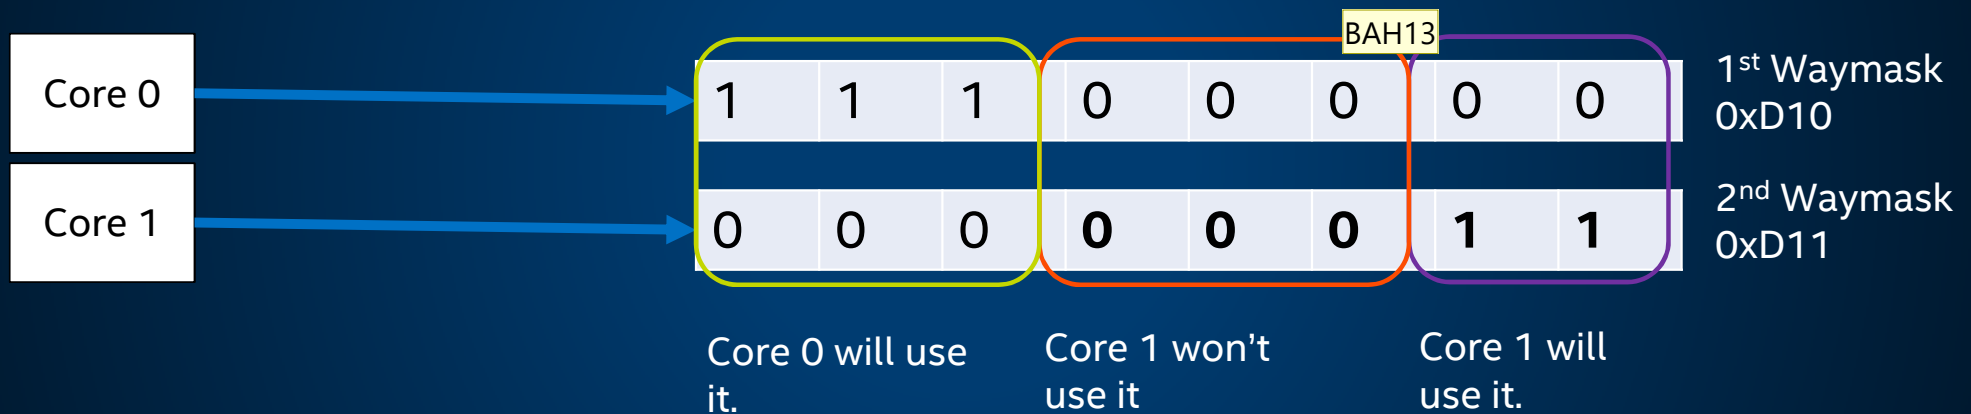 BAH13
Core 0
1 1 1 0 0 0 0 0
1st Waymask
0xD10
Core 1
0 0 0 0 0 0 1 1
2nd Waymask
0xD11
Core 0 will use
it.
Core 1 won’t
use it
Core 1 will
use it.